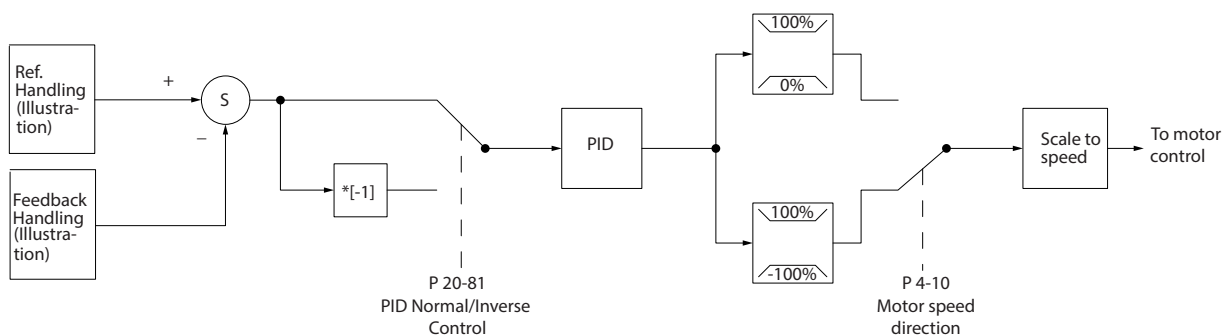 Ref.
Handling
(Illustra-
tion)
+
S
–
Feedback
Handling
(Illustra-
tion)
*[-1]
P 20-81
PID Normal/Inverse
Control
PID
100%
0%
100%
-100%
P 4-10
Motor speed
direction
Scale to
speed
To motor
control